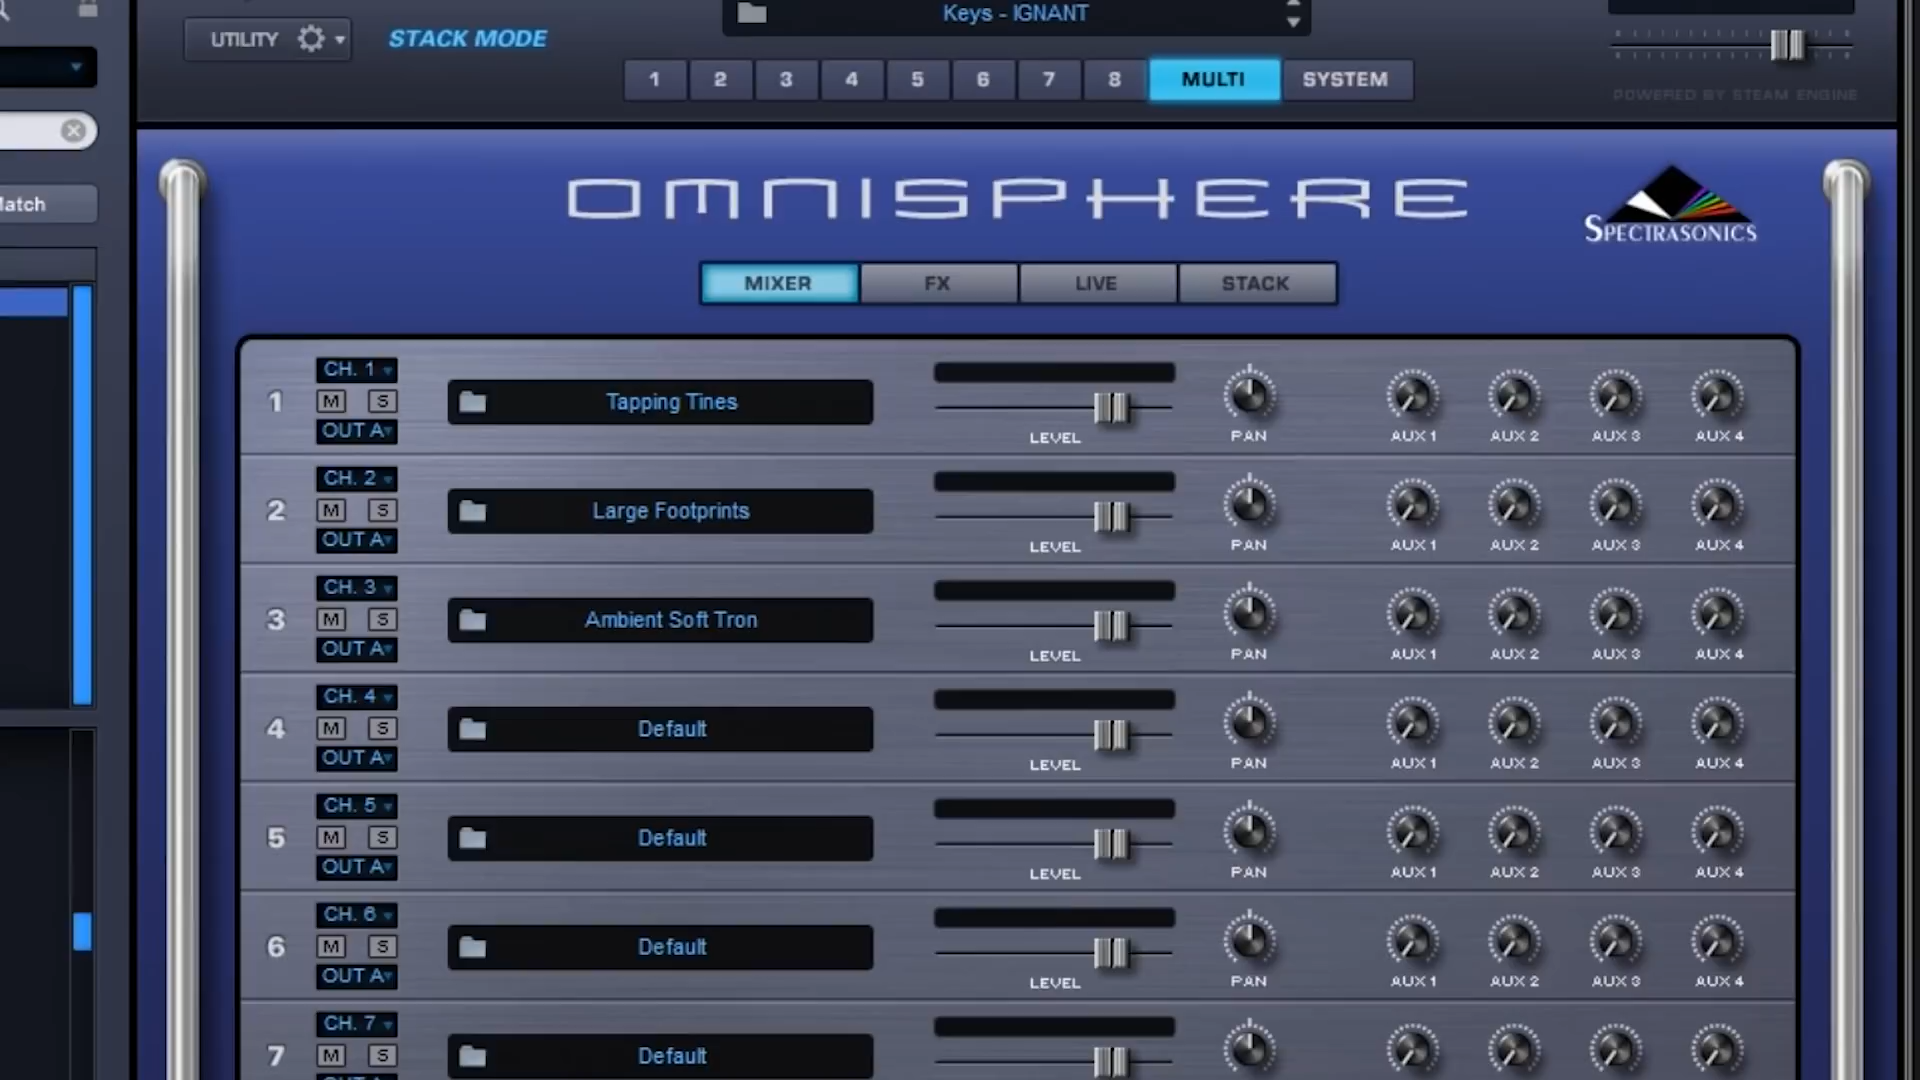 Keys - IGNANT
UTILITY STACK MODE
1 2 3 4 5 6 7 8 MULTI SYSTEM
POWERED BY STEAM ENGINE
OMNISPHERE
SPECTRASONICS
MIXER FX LIVE STACK
1 CH. 1 M S OUT A Tapping Tines LEVEL PAN AUX 1 AUX 2 AUX 3 AUX 4
2 CH. 2 M S OUT A Large Footprints LEVEL PAN AUX 1 AUX 2 AUX 3 AUX 4
3 CH. 3 M S OUT A Ambient Soft Tron LEVEL PAN AUX 1 AUX 2 AUX 3 AUX 4
4 CH. 4 M S OUT A Default LEVEL PAN AUX 1 AUX 2 AUX 3 AUX 4
5 CH. 5 M S OUT A Default LEVEL PAN AUX 1 AUX 2 AUX 3 AUX 4
6 CH. 6 M S OUT A Default LEVEL PAN AUX 1 AUX 2 AUX 3 AUX 4
7 CH. 7 M S Default